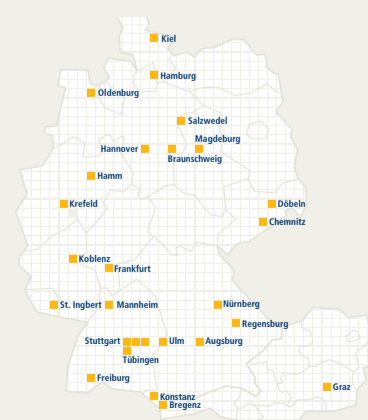 Kiel
Hamburg
Oldenburg
Salzwedel
Magdeburg
Hannover
Braunschweig
Hamm
Krefeld
Döbeln
Chemnitz
Koblenz
Frankfurt
St. Ingbert
Mannheim
Nürnberg
Regensburg
Stuttgart
Ulm
Augsburg
Tübingen
Freiburg
Graz
Konstanz
Bregenz